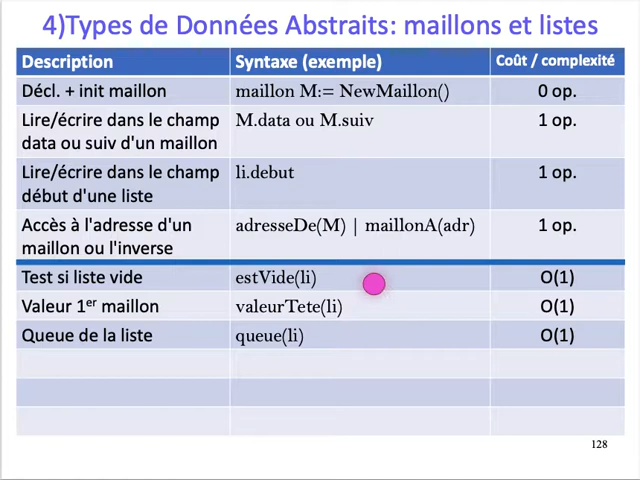 4)Types de Données Abstraits: maillons et listes
Description Syntaxe (exemple) Coût / complexité
Décl. + init maillon maillon M:= NewMaillon() 0 op.
Lire/écrire dans le champ M.data ou M.suiv 1 op.
data ou suiv d'un maillon
Lire/écrire dans le champ li.debut 1 op.
début d'une liste
Accès à l'adresse d'un adresseDe(M) | maillonA(adr) 1 op.
maillon ou l'inverse
Test si liste vide estVide(li) O(1)
Valeur 1er maillon valeurTete(li) O(1)
Queue de la liste queue(li) O(1)
128